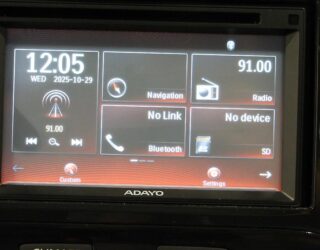 12:05
WED 2025-10-29
91.00
Navigation
91.00
Radio
No Link
Bluetooth
No device
SD
Custom
Settings
ADAYO